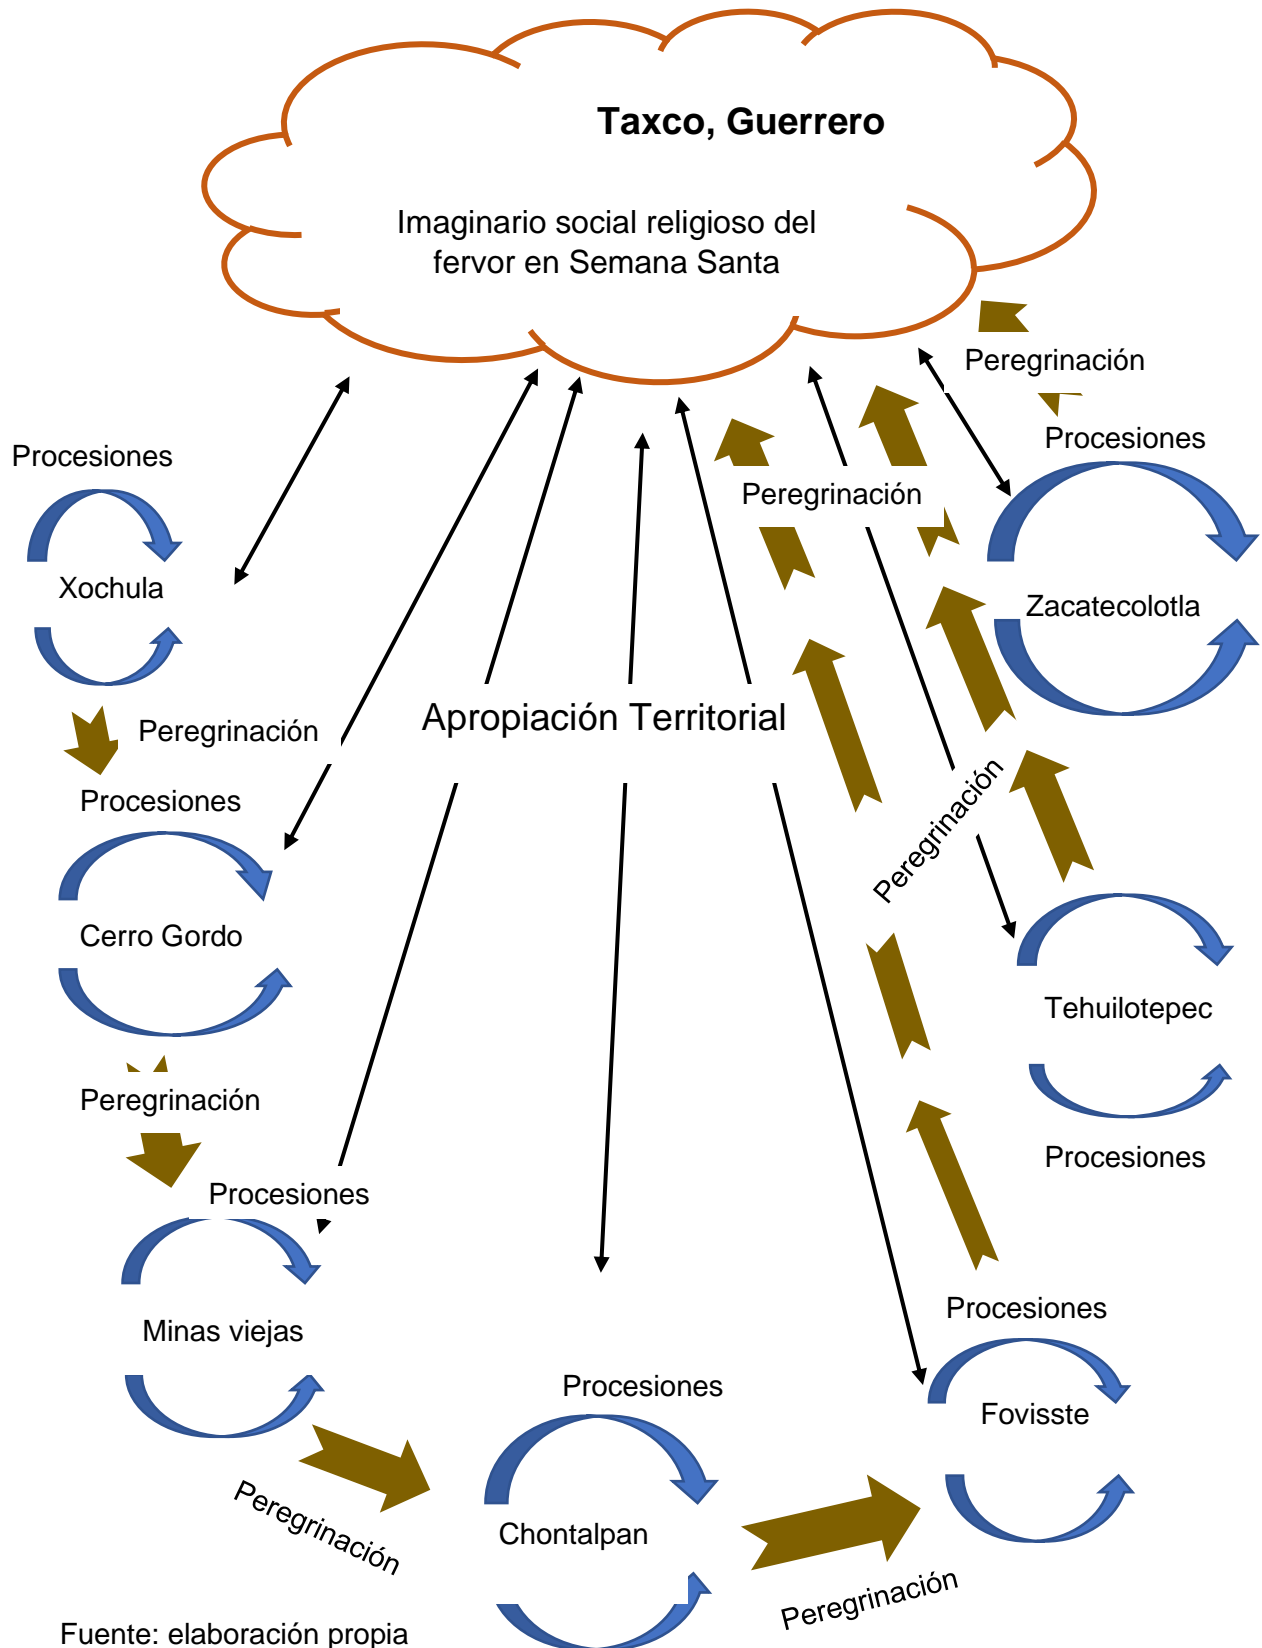 Taxco, Guerrero
Imaginario social religioso del
fervor en Semana Santa
Peregrinación
Procesiones
Procesiones
Peregrinación
Xochula
Zacatecolotla
Apropiación Territorial
Peregrinación
Procesiones
Peregrinación
Cerro Gordo
Tehuilotepec
Peregrinación
Procesiones
Procesiones
Procesiones
Minas viejas
Procesiones
Fovisste
Peregrinación
Chontalpan
Peregrinación
Fuente: elaboración propia